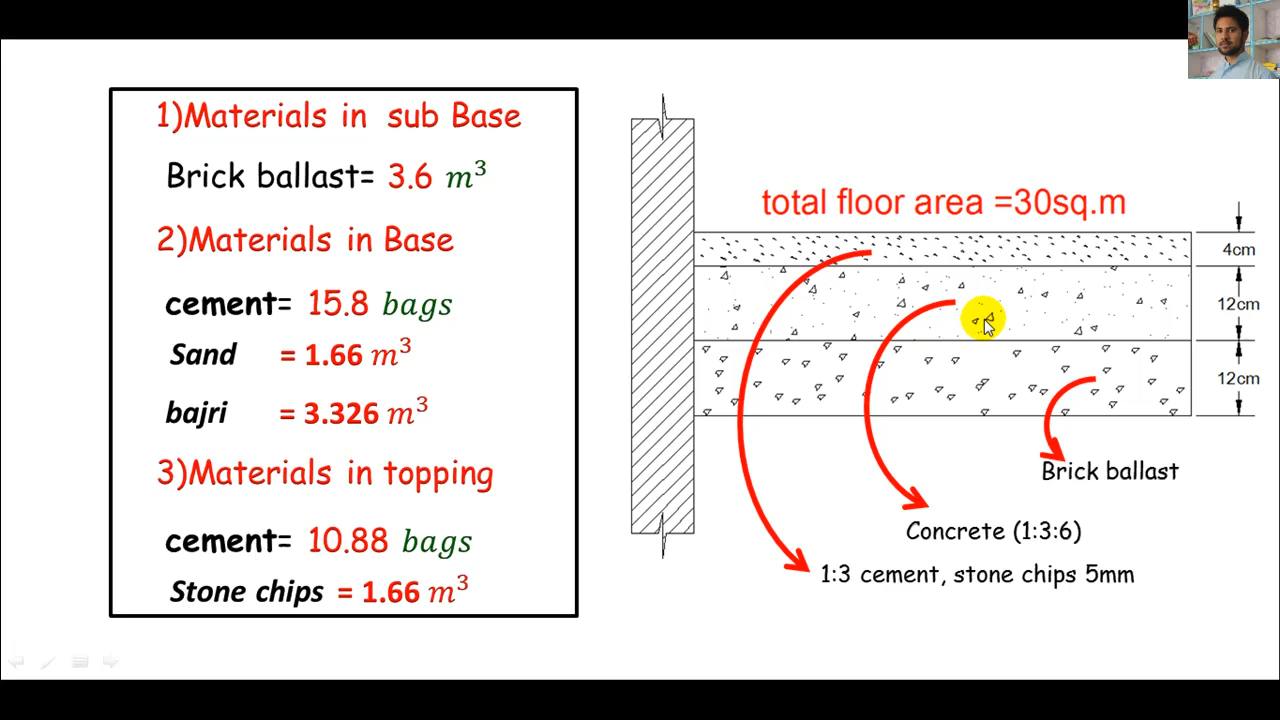 1)Materials in sub Base
Brick ballast= 3.6 m³
2)Materials in Base
cement= 15.8 bags
Sand = 1.66 m³
bajri = 3.326 m³
3)Materials in topping
cement= 10.88 bags
Stone chips = 1.66 m³
total floor area =30sq.m
4cm
12cm
12cm
Brick ballast
Concrete (1:3:6)
1:3 cement, stone chips 5mm